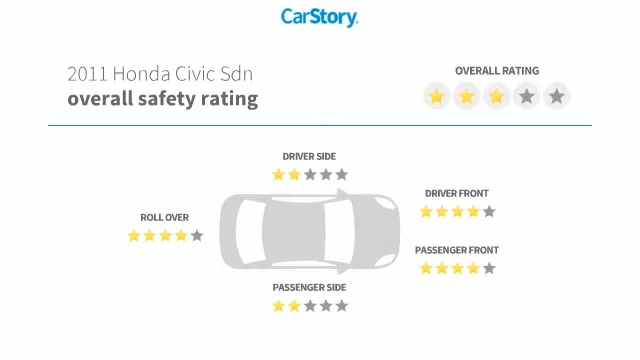 CarStory.
2011 Honda Civic Sdn
overall safety rating
OVERALL RATING
DRIVER SIDE
DRIVER FRONT
ROLL OVER
PASSENGER FRONT
PASSENGER SIDE